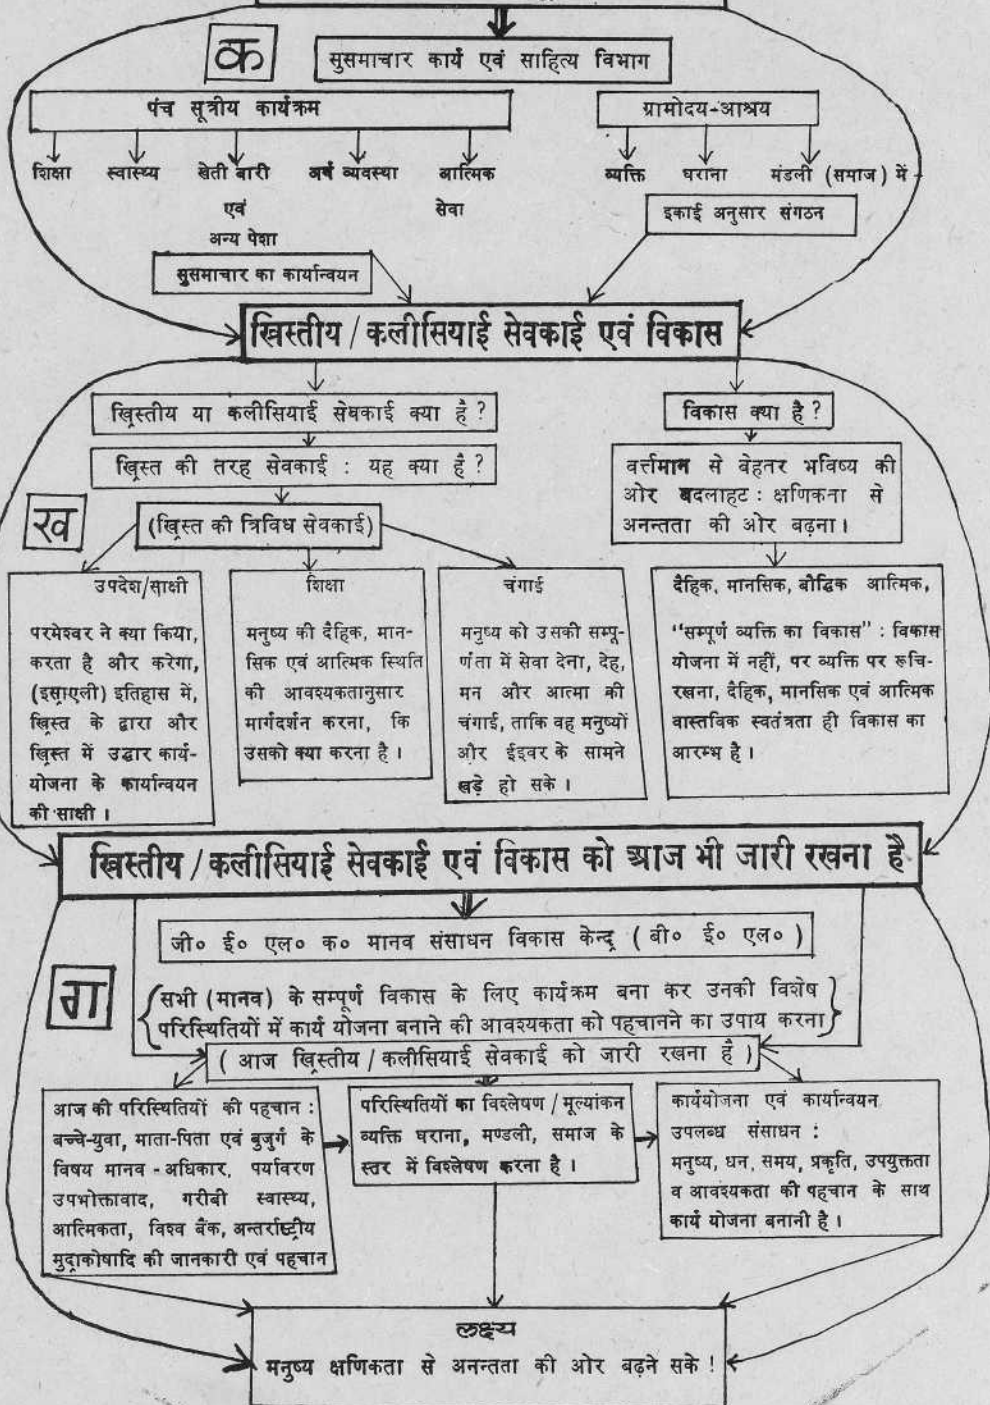 क
सुसमाचार कार्य एवं साहित्य विभाग
पंच सूत्रीय कार्यक्रम
ग्रामोदय-आश्रय
शिक्षा स्वास्थ्य खेती बारी अर्थ व्यवस्था आत्मिक
एवं सेवा
अन्य पेशा
व्यक्ति घराना मंडली (समाज) में
इकाई अनुसार संगठन
सुसमाचार का कार्यान्वयन
ख्रिस्तीय / कलीसियाई सेवकाई एवं विकास
ख्रिस्तीय या कलीसियाई सेवकाई क्या है ?
विकास क्या है ?
ख्रिस्त की तरह सेवकाई : यह क्या है ?
वर्त्तमान से बेहतर भविष्य की
ओर बदलाहट : क्षणिकता से
अनन्तता की ओर बढ़ना ।
ख
(ख्रिस्त की त्रिविध सेवकाई)
उपदेश/साक्षी
परमेश्वर ने क्या किया,
करता है और करेगा,
(इस्राएली) इतिहास में,
ख्रिस्त के द्वारा और
ख्रिस्त में उद्धार कार्य-
योजना के कार्यान्वयन
की साक्षी ।
शिक्षा
मनुष्य की दैहिक, मान-
सिक एवं आत्मिक स्थिति
की आवश्यकतानुसार
मार्गदर्शन करना, कि
उसको क्या करना है ।
चंगाई
मनुष्य को उसकी सम्पू-
र्णता में सेवा देना, देह,
मन और आत्मा की
चंगाई, ताकि वह मनुष्यों
और ईइवर के सामने
खड़े हो सके ।
दैहिक, मानसिक, बौद्धिक आत्मिक,
“सम्पूर्ण व्यक्ति का विकास” : विकास
योजना में नहीं, पर व्यक्ति पर रूचि-
रखना, दैहिक, मानसिक एवं आत्मिक
वास्तविक स्वतंत्रता ही विकास का
आरम्भ है ।
ख्रिस्तीय / कलीसियाई सेवकाई एवं विकास को आज भी जारी रखना है
जी० ई० एल० क० मानव संसाधन विकास केन्द्र ( बी० ई० एल० )
ग
{सभी (मानव) के सम्पूर्ण विकास के लिए कार्यक्रम बना कर उनकी विशेष
परिस्थितियों में कार्य योजना बनाने की आवश्यकता को पहचानने का उपाय करना}
( आज ख्रिस्तीय / कलीसियाई सेवकाई को जारी रखना है )
आज की परिस्थितियों की पहचान :
बच्चे-युवा, माता-पिता एवं बुजुर्ग के
विषय मानव - अधिकार, पर्यावरण
उपभोक्तावाद, गरीबी स्वास्थ्य,
आत्मिकता, विश्व बैंक, अन्तर्राष्ट्रीय
मुद्राकोषादि की जानकारी एवं पहचान
परिस्थितियों का विश्लेषण / मूल्यांकन
व्यक्ति घराना, मण्डली, समाज के
स्तर में विश्लेषण करना है ।
कार्ययोजना एवं कार्यान्वयन
उपलब्ध संसाधन :
मनुष्य, धन, समय, प्रकृति, उपयुक्तता
व आवश्यकता की पहचान के साथ
कार्य योजना बनानी है ।
लक्ष्य
मनुष्य क्षणिकता से अनन्तता की ओर बढ़ने सके !